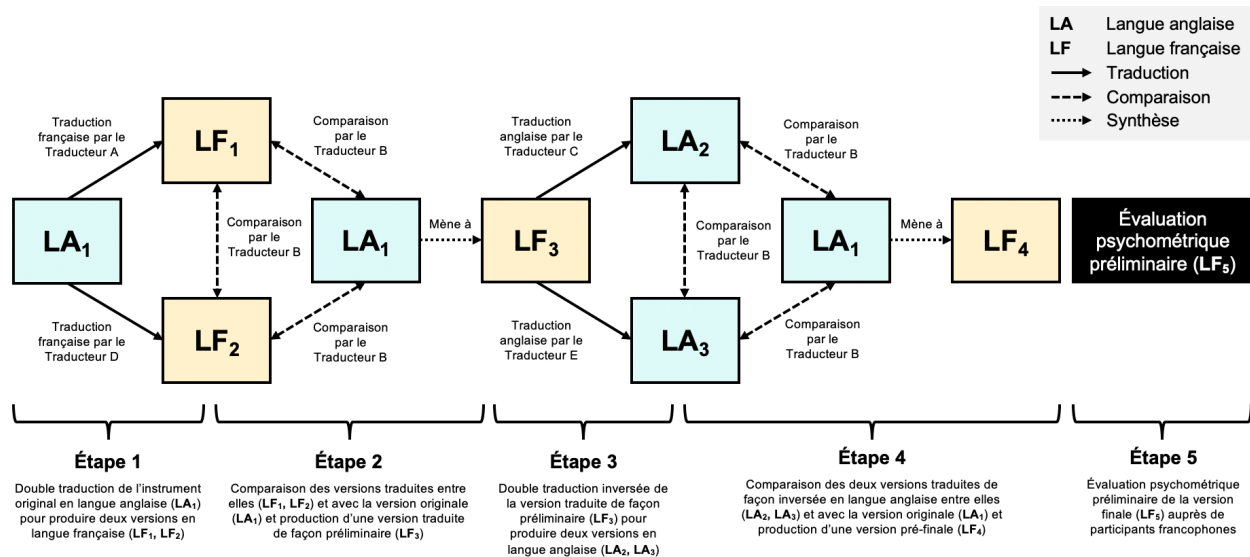 LA Langue anglaise
LF Langue française
Traduction
Comparaison
Synthèse
Traduction
française par le
Traducteur A
LF₁
Comparaison
par le
Traducteur B
Traduction
anglaise par le
Traducteur C
LA₂
Comparaison
par le
Traducteur B
LA₁
Comparaison
par le
Traducteur B
LA₁
Mène à
LF₃
Comparaison
par le
Traducteur B
LA₁
Mène à
LF₄
Évaluation
psychométrique
préliminaire (LF₅)
Traduction
française par le
Traducteur D
LF₂
Comparaison
par le
Traducteur B
Traduction
anglaise par le
Traducteur E
LA₃
Comparaison
par le
Traducteur B
Étape 1
Double traduction de l'instrument
original en langue anglaise (LA₁)
pour produire deux versions en
langue française (LF₁, LF₂)
Étape 2
Comparaison des versions traduites entre
elles (LF₁, LF₂) et avec la version originale
(LA₁) et production d'une version traduite
de façon préliminaire (LF₃)
Étape 3
Double traduction inversée de
la version traduite de façon
préliminaire (LF₃) pour
produire deux versions en
langue anglaise (LA₂, LA₃)
Étape 4
Comparaison des deux versions traduites de
façon inversée en langue anglaise entre elles
(LA₂, LA₃) et avec la version originale (LA₁) et
production d'une version pré-finale (LF₄)
Étape 5
Évaluation psychométrique
préliminaire de la version
finale (LF₅) auprès de
participants francophones